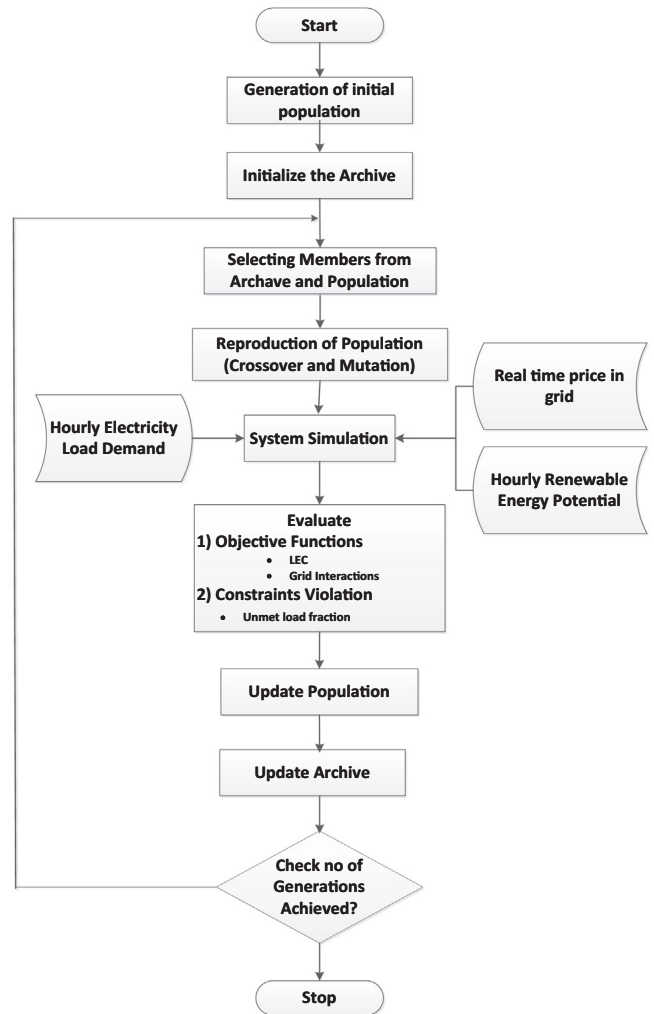 Start
Generation of initial
population
Initialize the Archive
Selecting Members from
Archave and Population
Reproduction of Population
(Crossover and Mutation)
Real time price in
grid
Hourly Electricity
Load Demand
System Simulation
Hourly Renewable
Energy Potential
Evaluate
1) Objective Functions
• LEC
• Grid Interactions
2) Constraints Violation
• Unmet load fraction
Update Population
Update Archive
Check no of
Generations
Achieved?
Stop